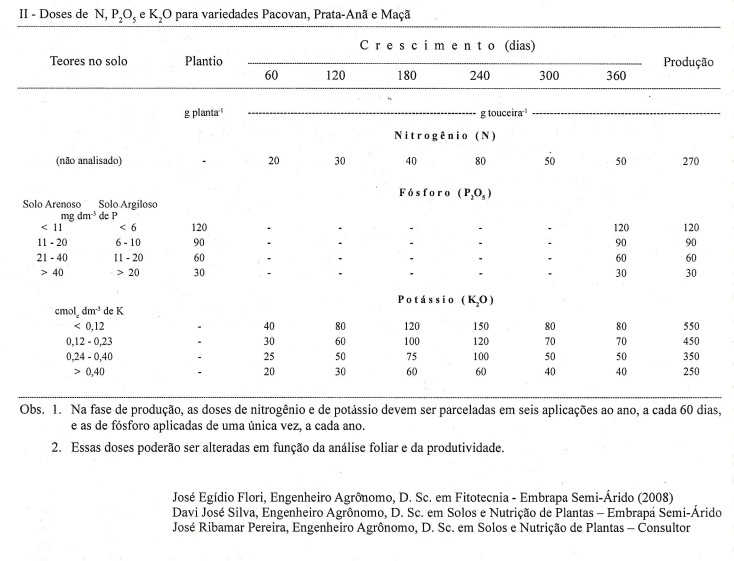 II - Doses de N, P₂O₅ e K₂O para variedades Pacovan, Prata-Anã e Maçã
Crescimento (dias)
Teores no solo Plantio Produção
60 120 180 240 300 360
g planta⁻¹ g touceira⁻¹
Nitrogênio (N)
(não analisado) - 20 30 40 80 50 50 270
Fósforo (P₂O₅)
Solo Arenoso Solo Argiloso
mg dm⁻³ de P
< 11 < 6 120 - - - - - 120 120
11 - 20 6 - 10 90 - - - - - 90 90
21 - 40 11 - 20 60 - - - - - 60 60
> 40 > 20 30 - - - - - 30 30
Potássio (K₂O)
cmolc dm⁻³ de K
< 0,12 - 40 80 120 150 80 80 550
0,12 - 0,23 - 30 60 100 120 70 70 450
0,24 - 0,40 - 25 50 75 100 50 50 350
> 0,40 - 20 30 60 60 40 40 250
Obs. 1. Na fase de produção, as doses de nitrogênio e de potássio devem ser parceladas em seis aplicações ao ano, a cada 60 dias,
e as de fósforo aplicadas de uma única vez, a cada ano.
2. Essas doses poderão ser alteradas em função da análise foliar e da produtividade.
José Egídio Flori, Engenheiro Agrônomo, D. Sc. em Fitotecnia - Embrapa Semi-Árido (2008)
Davi José Silva, Engenheiro Agrônomo, D. Sc. em Solos e Nutrição de Plantas – Embrapa Semi-Árido
José Ribamar Pereira, Engenheiro Agrônomo, D. Sc. em Solos e Nutrição de Plantas – Consultor